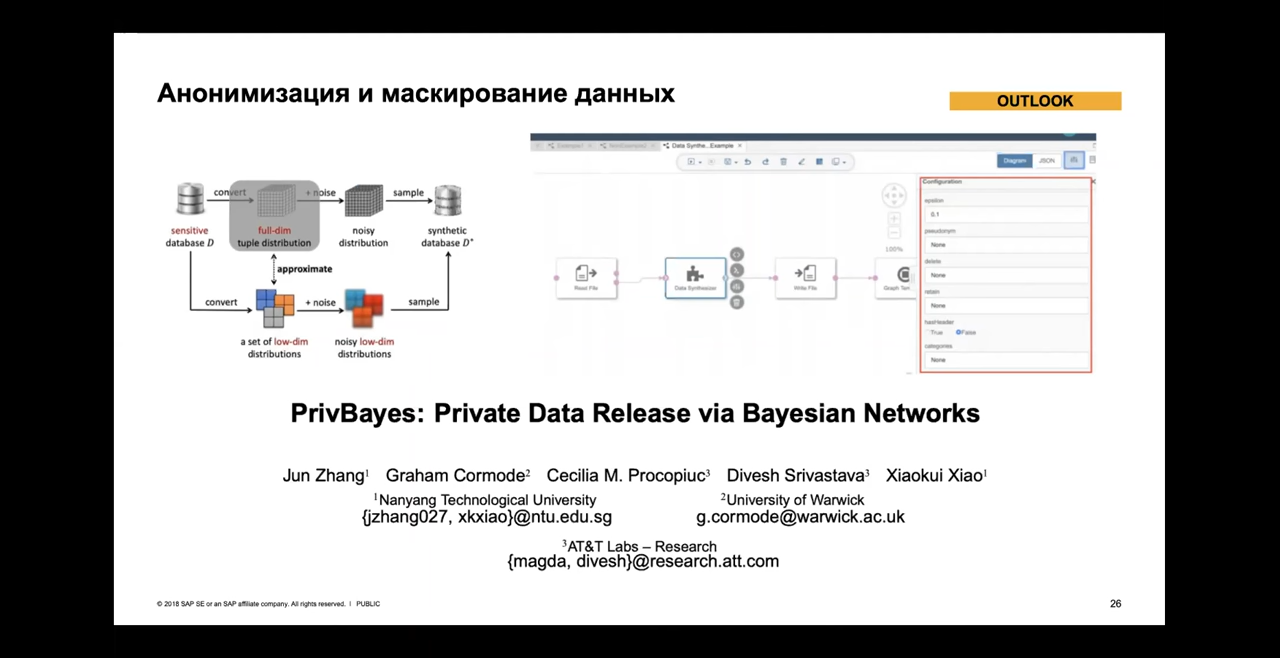 Анонимизация и маскирование данных
OUTLOOK
convert
+ noise
sample
sensitive
database D
full-dim
tuple distribution
noisy
distribution
synthetic
database D*
approximate
convert
+ noise
sample
a set of low-dim
distributions
noisy low-dim
distributions
Data Synthe...Example
Diagram
JSON
100%
Read File
Data Synthesizer
Write File
Graph Ter
Configuration
epsilon
0.1
pseudonym
None
delete
None
retain
None
hasHeader
True False
categories
None
PrivBayes: Private Data Release via Bayesian Networks
Jun Zhang1 Graham Cormode2 Cecilia M. Procopiuc3 Divesh Srivastava3 Xiaokui Xiao1
1Nanyang Technological University
{jzhang027, xkxiao}@ntu.edu.sg
2University of Warwick
g.cormode@warwick.ac.uk
3AT&T Labs – Research
{magda, divesh}@research.att.com
© 2018 SAP SE or an SAP affiliate company. All rights reserved. ǀ PUBLIC
26